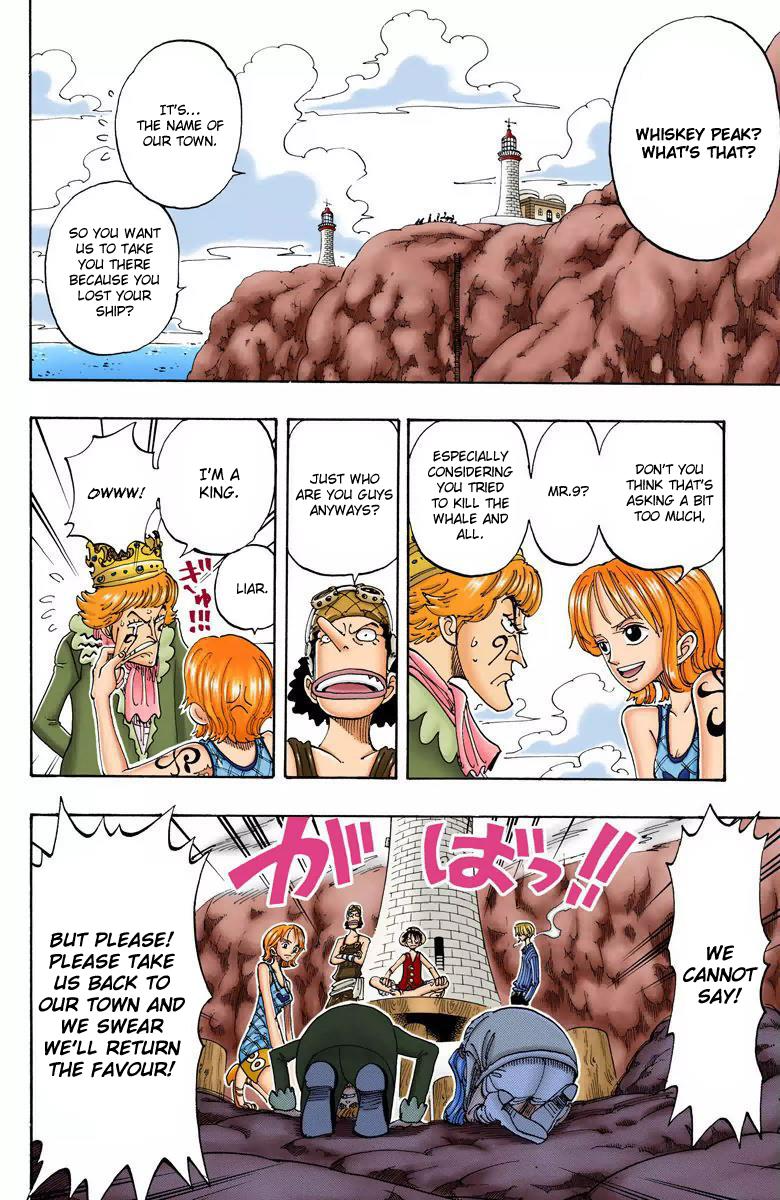 WHISKEY PEAK?
WHAT'S THAT?
IT'S...
THE NAME OF
OUR TOWN.
SO YOU WANT
US TO TAKE
YOU THERE
BECAUSE YOU
LOST YOUR
SHIP?
DON'T YOU
THINK THAT'S
ASKING A BIT
TOO MUCH,
MR.9?
ESPECIALLY
CONSIDERING
YOU TRIED
TO KILL THE
WHALE AND
ALL.
JUST WHO
ARE YOU GUYS
ANYWAYS?
I'M A
KING.
LIAR.
ぎゅ!!!
OWWW!
WE
CANNOT
SAY!
がばっ!!
BUT PLEASE!
PLEASE TAKE
US BACK TO
OUR TOWN AND
WE SWEAR
WE'LL RETURN
THE FAVOUR!